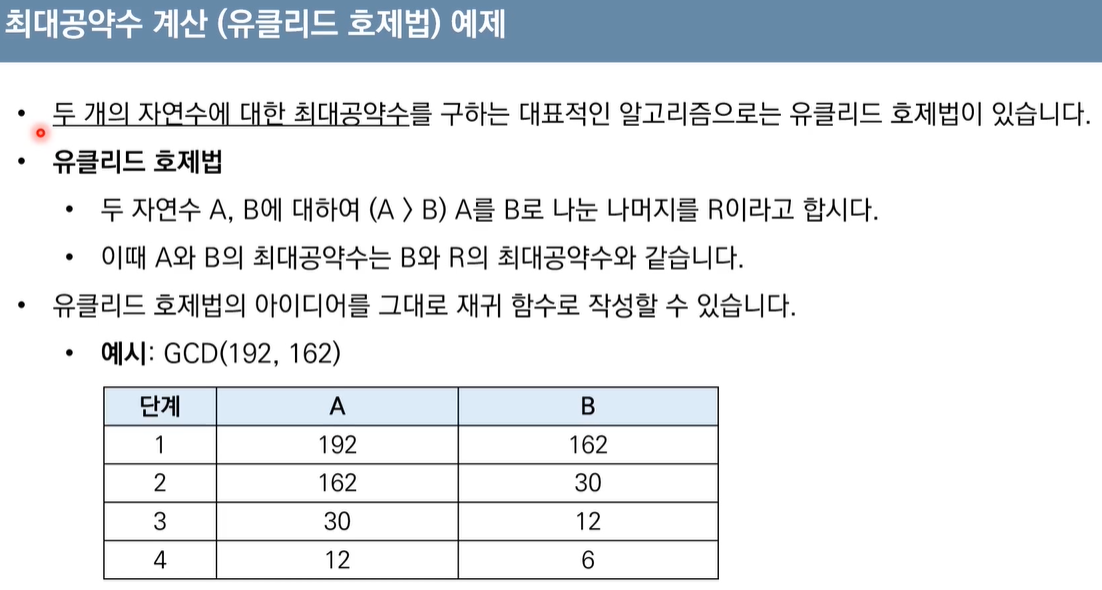 최대공약수 계산 (유클리드 호제법) 예제
• 두 개의 자연수에 대한 최대공약수를 구하는 대표적인 알고리즘으로는 유클리드 호제법이 있습니다.
• 유클리드 호제법
• 두 자연수 A, B에 대하여 (A > B) A를 B로 나눈 나머지를 R이라고 합시다.
• 이때 A와 B의 최대공약수는 B와 R의 최대공약수와 같습니다.
• 유클리드 호제법의 아이디어를 그대로 재귀 함수로 작성할 수 있습니다.
• 예시: GCD(192, 162)
단계 A B
1 192 162
2 162 30
3 30 12
4 12 6